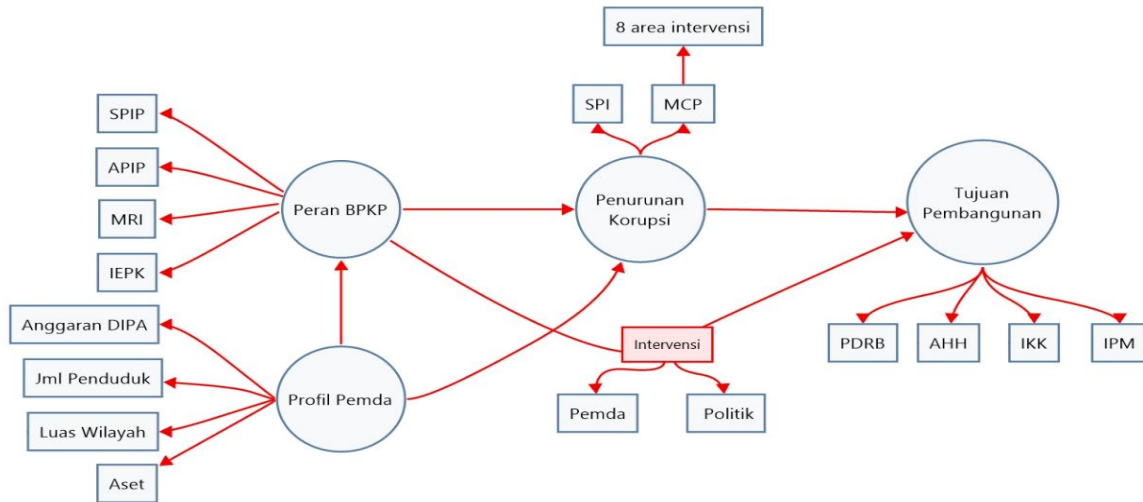 8 area intervensi
SPI
MCP
SPIP
APIP
MRI
IEPK
Peran BPKP
Penurunan
Korupsi
Tujuan
Pembangunan
Anggaran DIPA
Jml Penduduk
Luas Wilayah
Aset
Profil Pemda
Intervensi
Pemda
Politik
PDRB
AHH
IKK
IPM